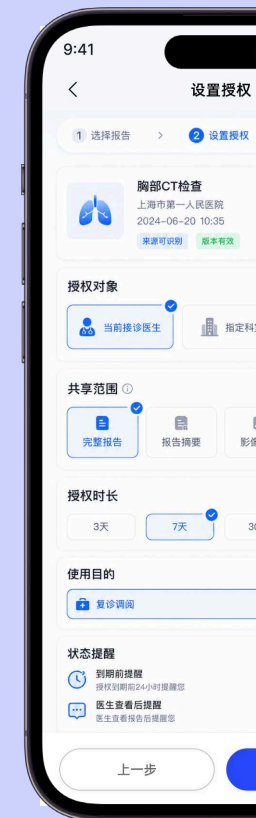 9:41
设置授权
1 选择报告 > 2 设置授权
胸部CT检查
上海市第一人民医院
2024-06-20 10:35
来源可识别 版本有效
授权对象
当前接诊医生 指定科
共享范围
完整报告 报告摘要 影
授权时长
3天 7天 30
使用目的
复诊调阅
状态提醒
到期前提醒
授权到期前24小时提醒您
医生查看后提醒
医生查看报告后提醒您
上一步